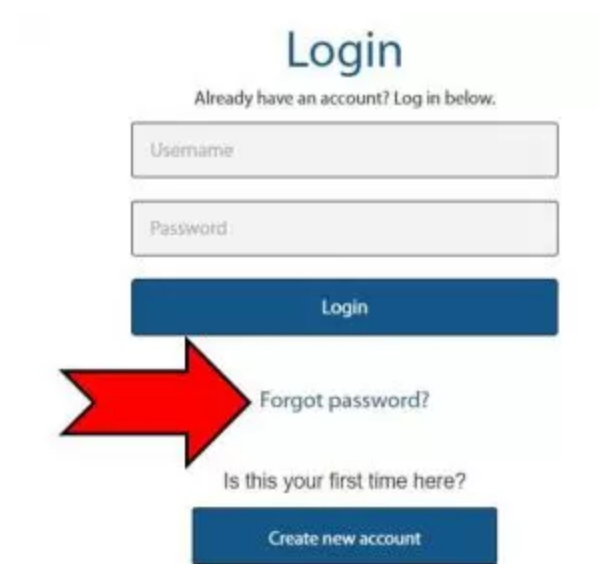 Login
Already have an account? Log in below.
Username
Password
Login
Forgot password?
Is this your first time here?
Create new account